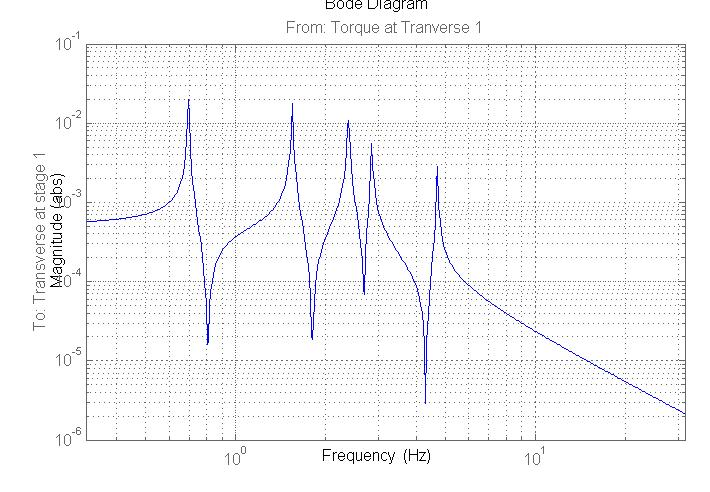 Bode Diagram
From: Torque at Tranverse 1
10^-1
10^-2
10^-3
10^-4
10^-5
10^-6
To: Transverse at stage 1
Magnitude (abs)
10^0
10^1
Frequency (Hz)